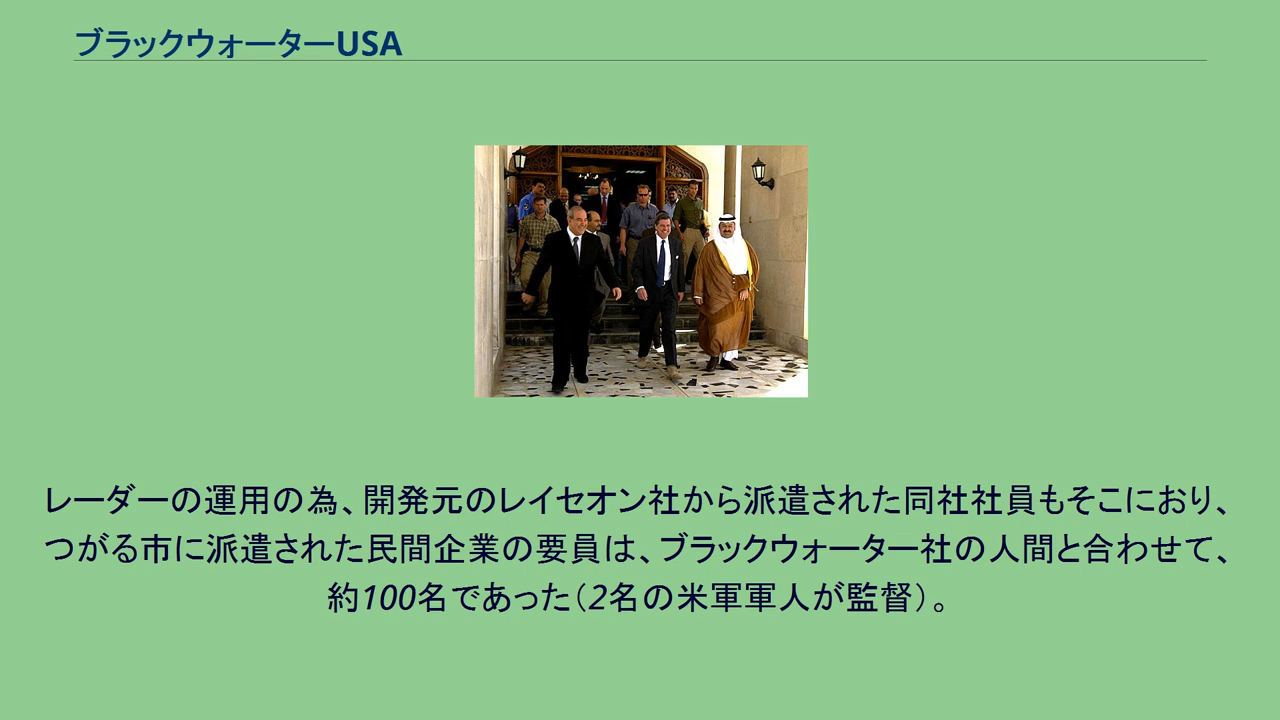 ブラックウォーターUSA
レーダーの運用の為、開発元のレイセオン社から派遣された同社社員もそこにおり、
つがる市に派遣された民間企業の要員は、ブラックウォーター社の人間と合わせて、
約100名であった（2名の米軍軍人が監督）。